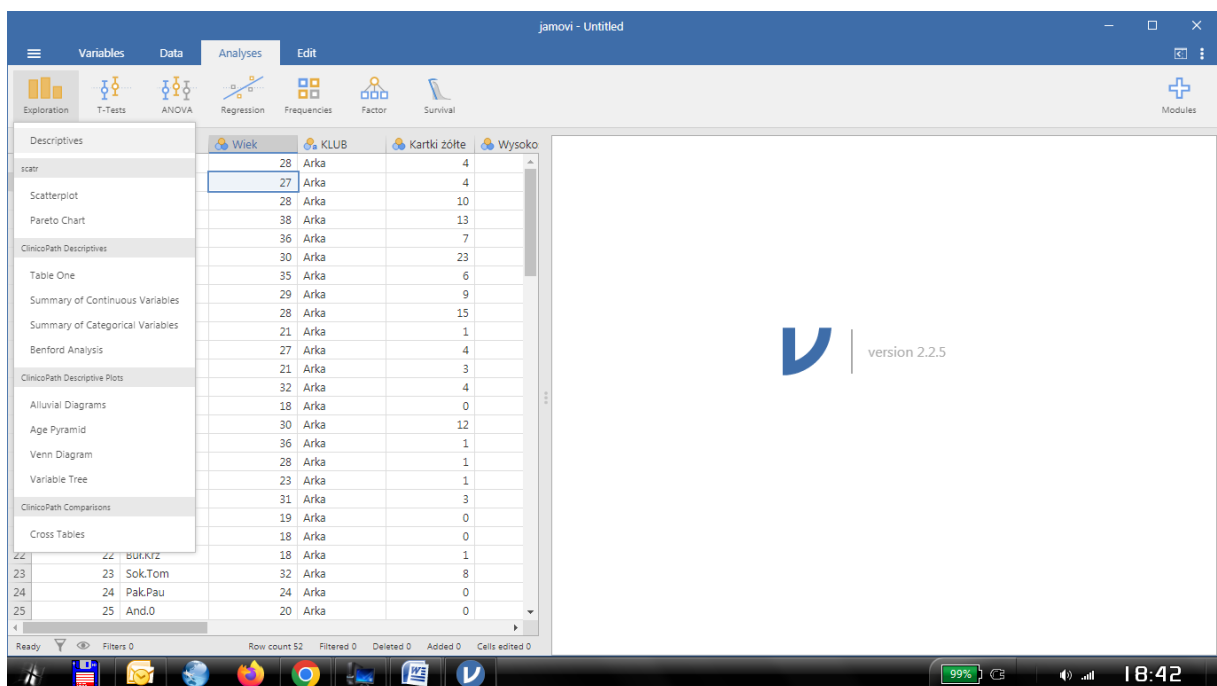 jamovi - Untitled
Variables Data Analyses Edit
Exploration T-Tests ANOVA Regression Frequencies Factor Survival Modules
Descriptives
scatr
Scatterplot
Pareto Chart
ClinicoPath Descriptives
Table One
Summary of Continuous Variables
Summary of Categorical Variables
Benford Analysis
ClinicoPath Descriptive Plots
Alluvial Diagrams
Age Pyramid
Venn Diagram
Variable Tree
ClinicoPath Comparisons
Cross Tables
Wiek KLUB Kartki żółte Wysoko
28 Arka 4
27 Arka 4
28 Arka 10
38 Arka 13
36 Arka 7
30 Arka 23
35 Arka 6
29 Arka 9
28 Arka 15
21 Arka 1
27 Arka 4
21 Arka 3
32 Arka 4
18 Arka 0
30 Arka 12
36 Arka 1
28 Arka 1
23 Arka 1
31 Arka 3
19 Arka 0
18 Arka 0
22 22 Bur.Krz 18 Arka 1
23 23 Sok.Tom 32 Arka 8
24 24 Pak.Pau 24 Arka 0
25 25 And.0 20 Arka 0
version 2.2.5
Ready Filters 0 Row count 52 Filtered 0 Deleted 0 Added 0 Cells edited 0
99% 18:42